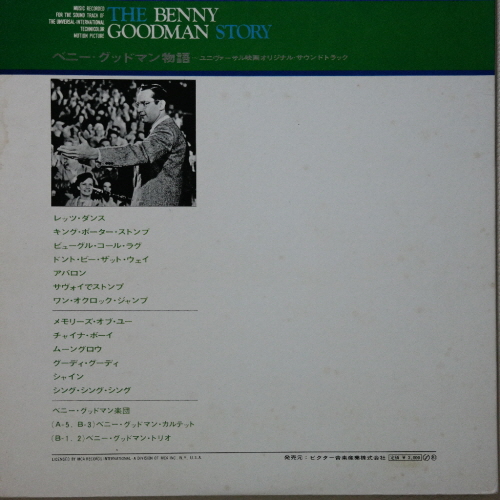 MUSIC RECORDED
FOR THE SOUND TRACK OF
THE UNIVERSAL-INTERNATIONAL
TECHNICOLOR
MOTION PICTURE
THE BENNY
GOODMAN STORY
ベニー・グッドマン物語 —ユニヴァーサル映画オリジナル・サウンドトラック
レッツ・ダンス
キング・ポーター・ストンプ
ビューグル・コール・ラグ
ドント・ビー・ザット・ウェイ
アバロン
サヴォイでストンプ
ワン・オクロック・ジャンプ
メモリーズ・オブ・ユー
チャイナ・ボーイ
ムーングロウ
グーディ・グーディ
シャイン
シング・シング・シング
ベニー・グッドマン楽団
(A-5, B-3)ベニー・グッドマン・カルテット
(B-1, 2)ベニー・グッドマン・トリオ
LICENSED BY MCA RECORDS INTERNATIONAL, A DIVISION OF MCA INC. N.Y. U.S.A.
発売元:ビクター音楽産業株式会社